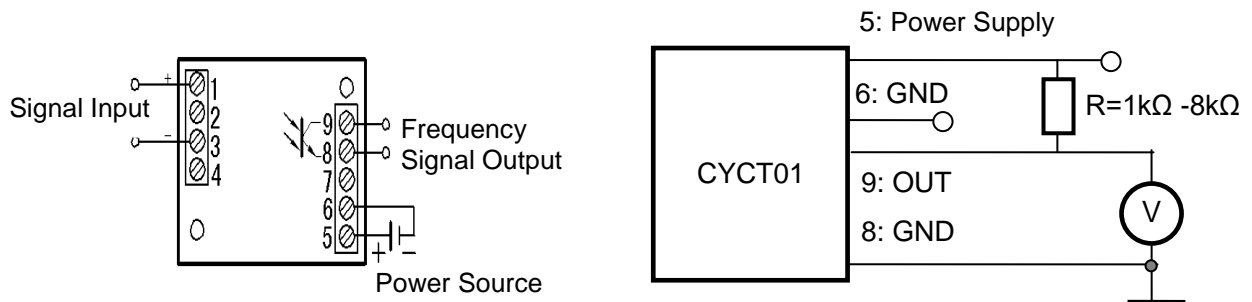 Signal Input
+
-
1
2
3
4
9
8
7
6
5
Frequency
Signal Output
+ -
Power Source
5: Power Supply
6: GND
R=1kΩ -8kΩ
CYCT01
9: OUT
8: GND
V